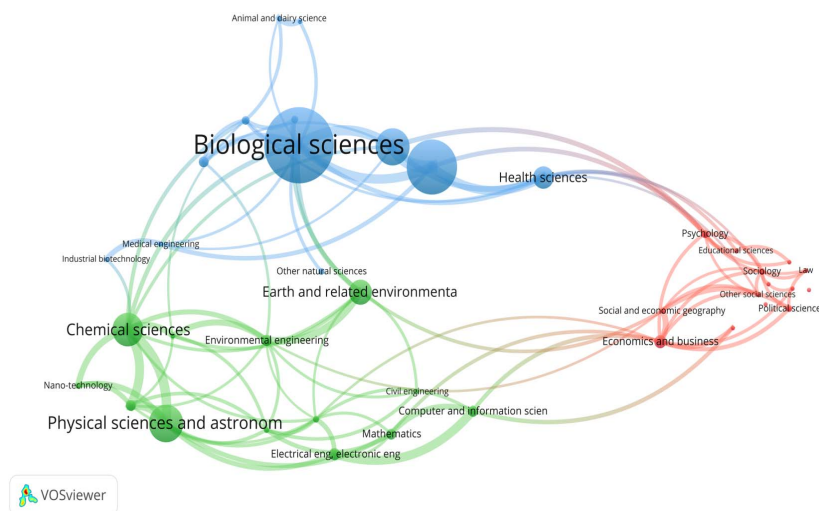 Animal and dairy science
Biological sciences
Health sciences
Psychology
Medical engineering
Educational sciences
Industrial biotechnology
Other natural sciences
Sociology
Law
Earth and related environmenta
Other social sciences
Social and economic geography
Political science
Chemical sciences
Environmental engineering
Economics and business
Nano-technology
Civil engineering
Computer and information scien
Physical sciences and astronom
Mathematics
Electrical eng, electronic eng
VOSviewer